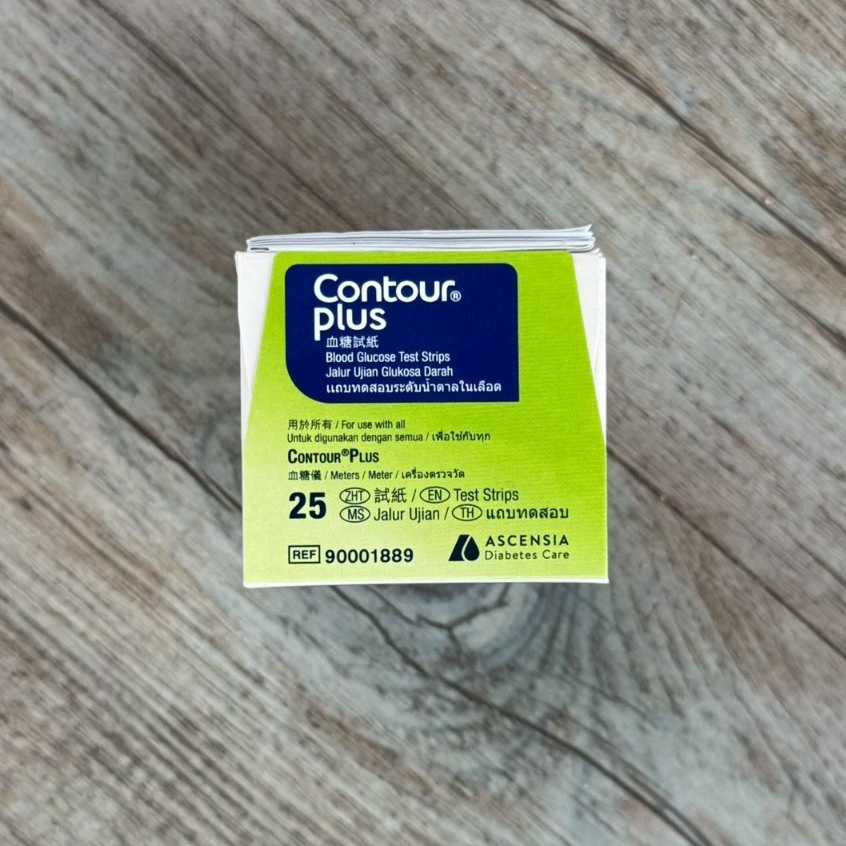 Contour®
plus
血糖試紙
Blood Glucose Test Strips
Jalur Ujian Glukosa Darah
แถบทดสอบระดับน้ำตาลในเลือด
用於所有 / For use with all
Untuk digunakan dengan semua / เพื่อใช้กับทุก
CONTOUR®PLUS
血糖儀 / Meters / Meter / เครื่องตรวจวัด
25 ZHT 試紙 / EN Test Strips
MS Jalur Ujian / TH แถบทดสอบ
REF 90001889
ASCENSIA
Diabetes Care